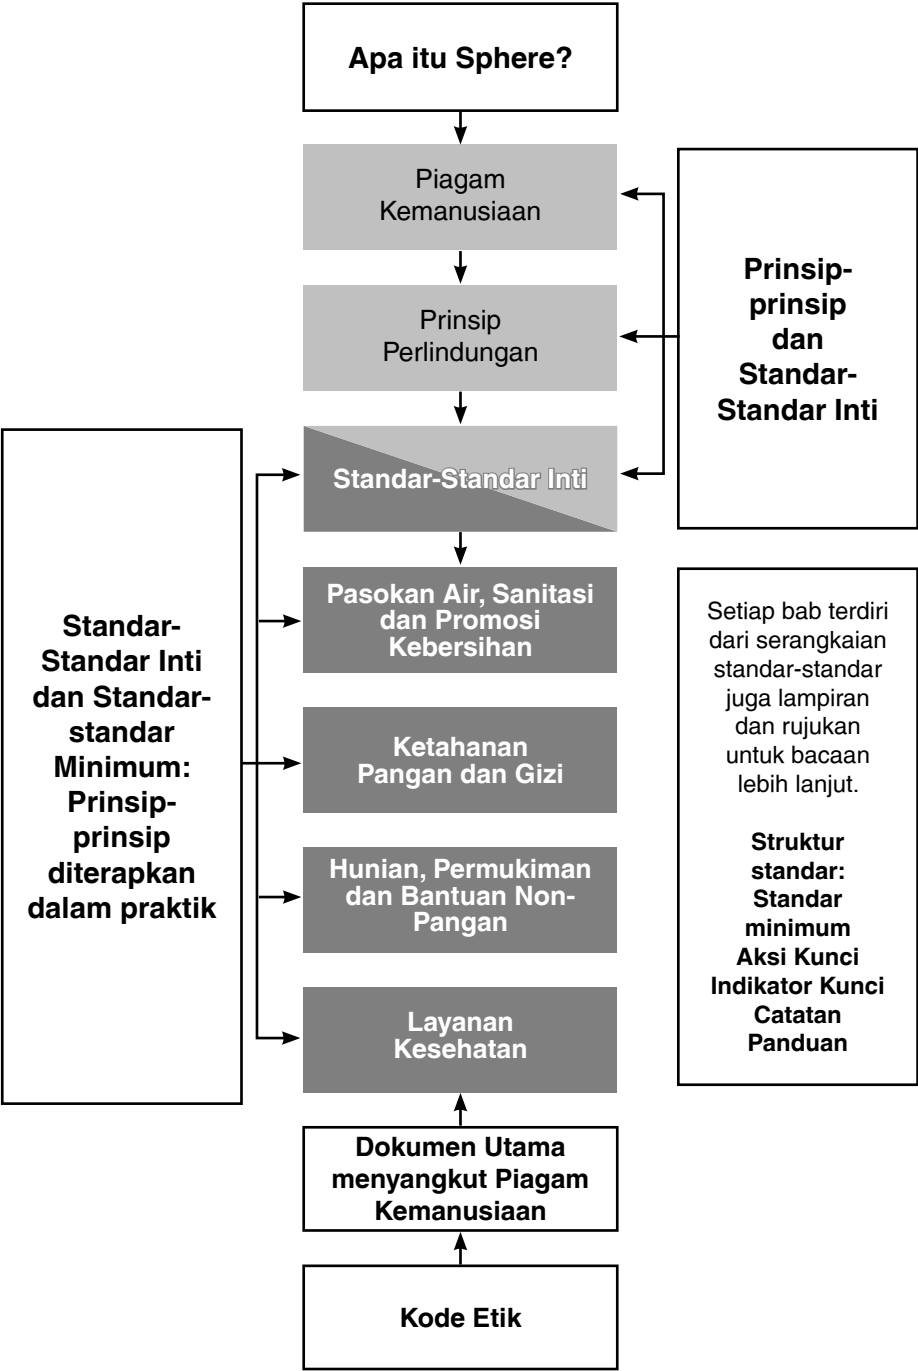 Apa itu Sphere?
Piagam
Kemanusiaan
Prinsip
Perlindungan
Prinsip-
prinsip
dan
Standar-
Standar Inti
Standar-Standar Inti
Standar-
Standar Inti
dan Standar-
standar
Minimum:
Prinsip-
prinsip
diterapkan
dalam praktik
Pasokan Air, Sanitasi
dan Promosi
Kebersihan
Ketahanan
Pangan dan Gizi
Hunian, Permukiman
dan Bantuan Non-
Pangan
Layanan
Kesehatan
Setiap bab terdiri
dari serangkaian
standar-standar
juga lampiran
dan rujukan
untuk bacaan
lebih lanjut.
Struktur
standar:
Standar
minimum
Aksi Kunci
Indikator Kunci
Catatan
Panduan
Dokumen Utama
menyangkut Piagam
Kemanusiaan
Kode Etik